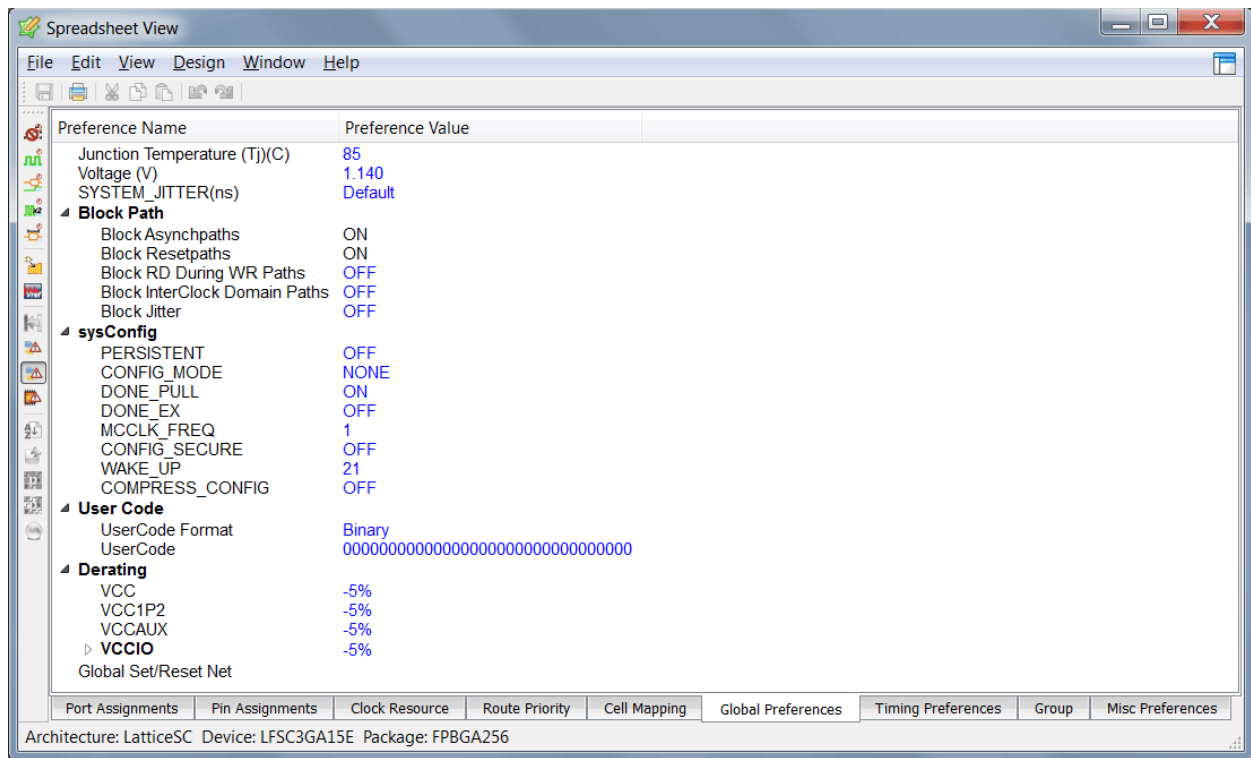 Spreadsheet View
File Edit View Design Window Help
Preference Name Preference Value
Junction Temperature (Tj)(C) 85
Voltage (V) 1.140
SYSTEM_JITTER(ns) Default
Block Path
Block Asynchpaths ON
Block Resetpaths ON
Block RD During WR Paths OFF
Block InterClock Domain Paths OFF
Block Jitter OFF
sysConfig
PERSISTENT OFF
CONFIG_MODE NONE
DONE_PULL ON
DONE_EX OFF
MCCLK_FREQ 1
CONFIG_SECURE OFF
WAKE_UP 21
COMPRESS_CONFIG OFF
User Code
UserCode Format Binary
UserCode 00000000000000000000000000000000
Derating
VCC -5%
VCC1P2 -5%
VCCAUX -5%
VCCIO -5%
Global Set/Reset Net
Port Assignments Pin Assignments Clock Resource Route Priority Cell Mapping Global Preferences Timing Preferences Group Misc Preferences
Architecture: LatticeSC Device: LFSC3GA15E Package: FPBGA256